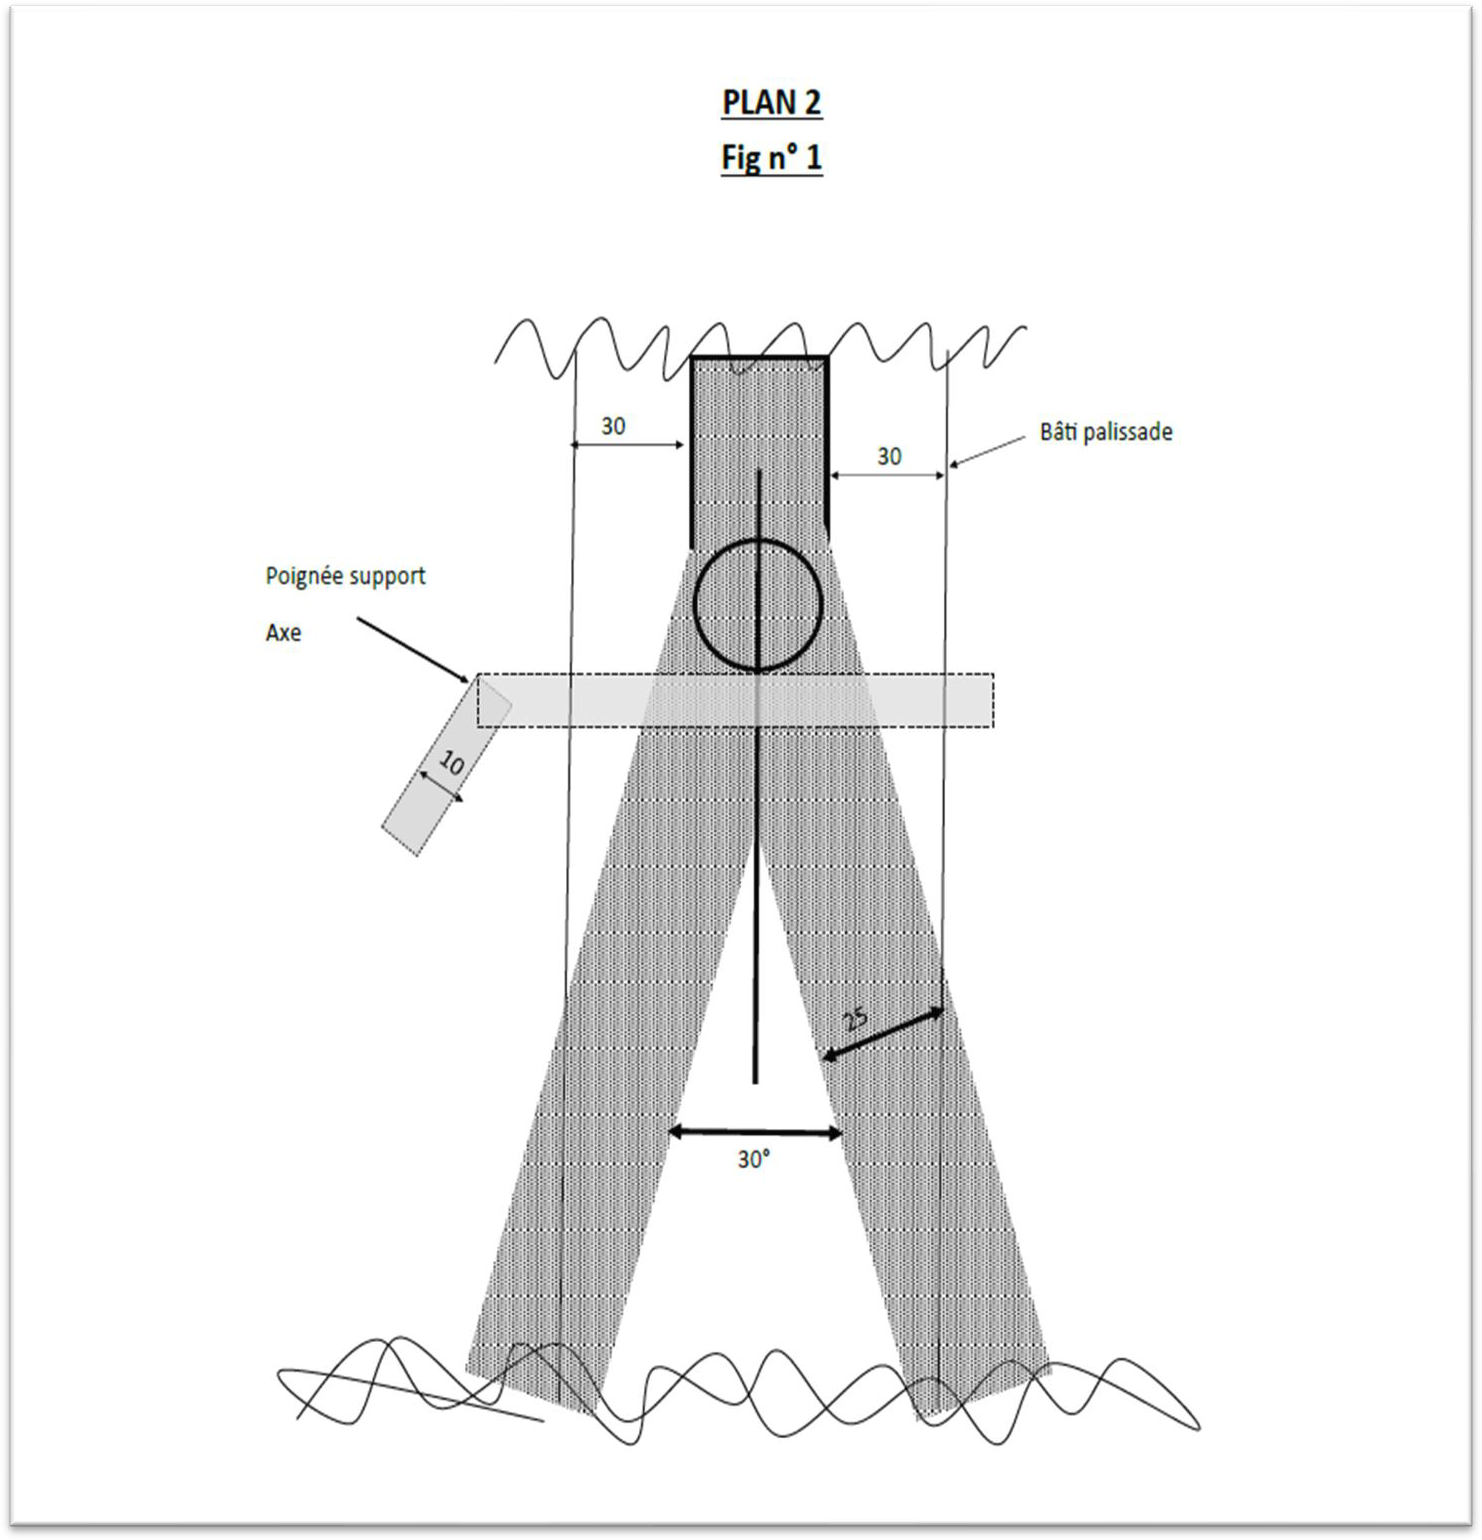 PLAN 2
Fig n° 1
30
30
Bâti palissade
Poignée support
Axe
10
25
30°